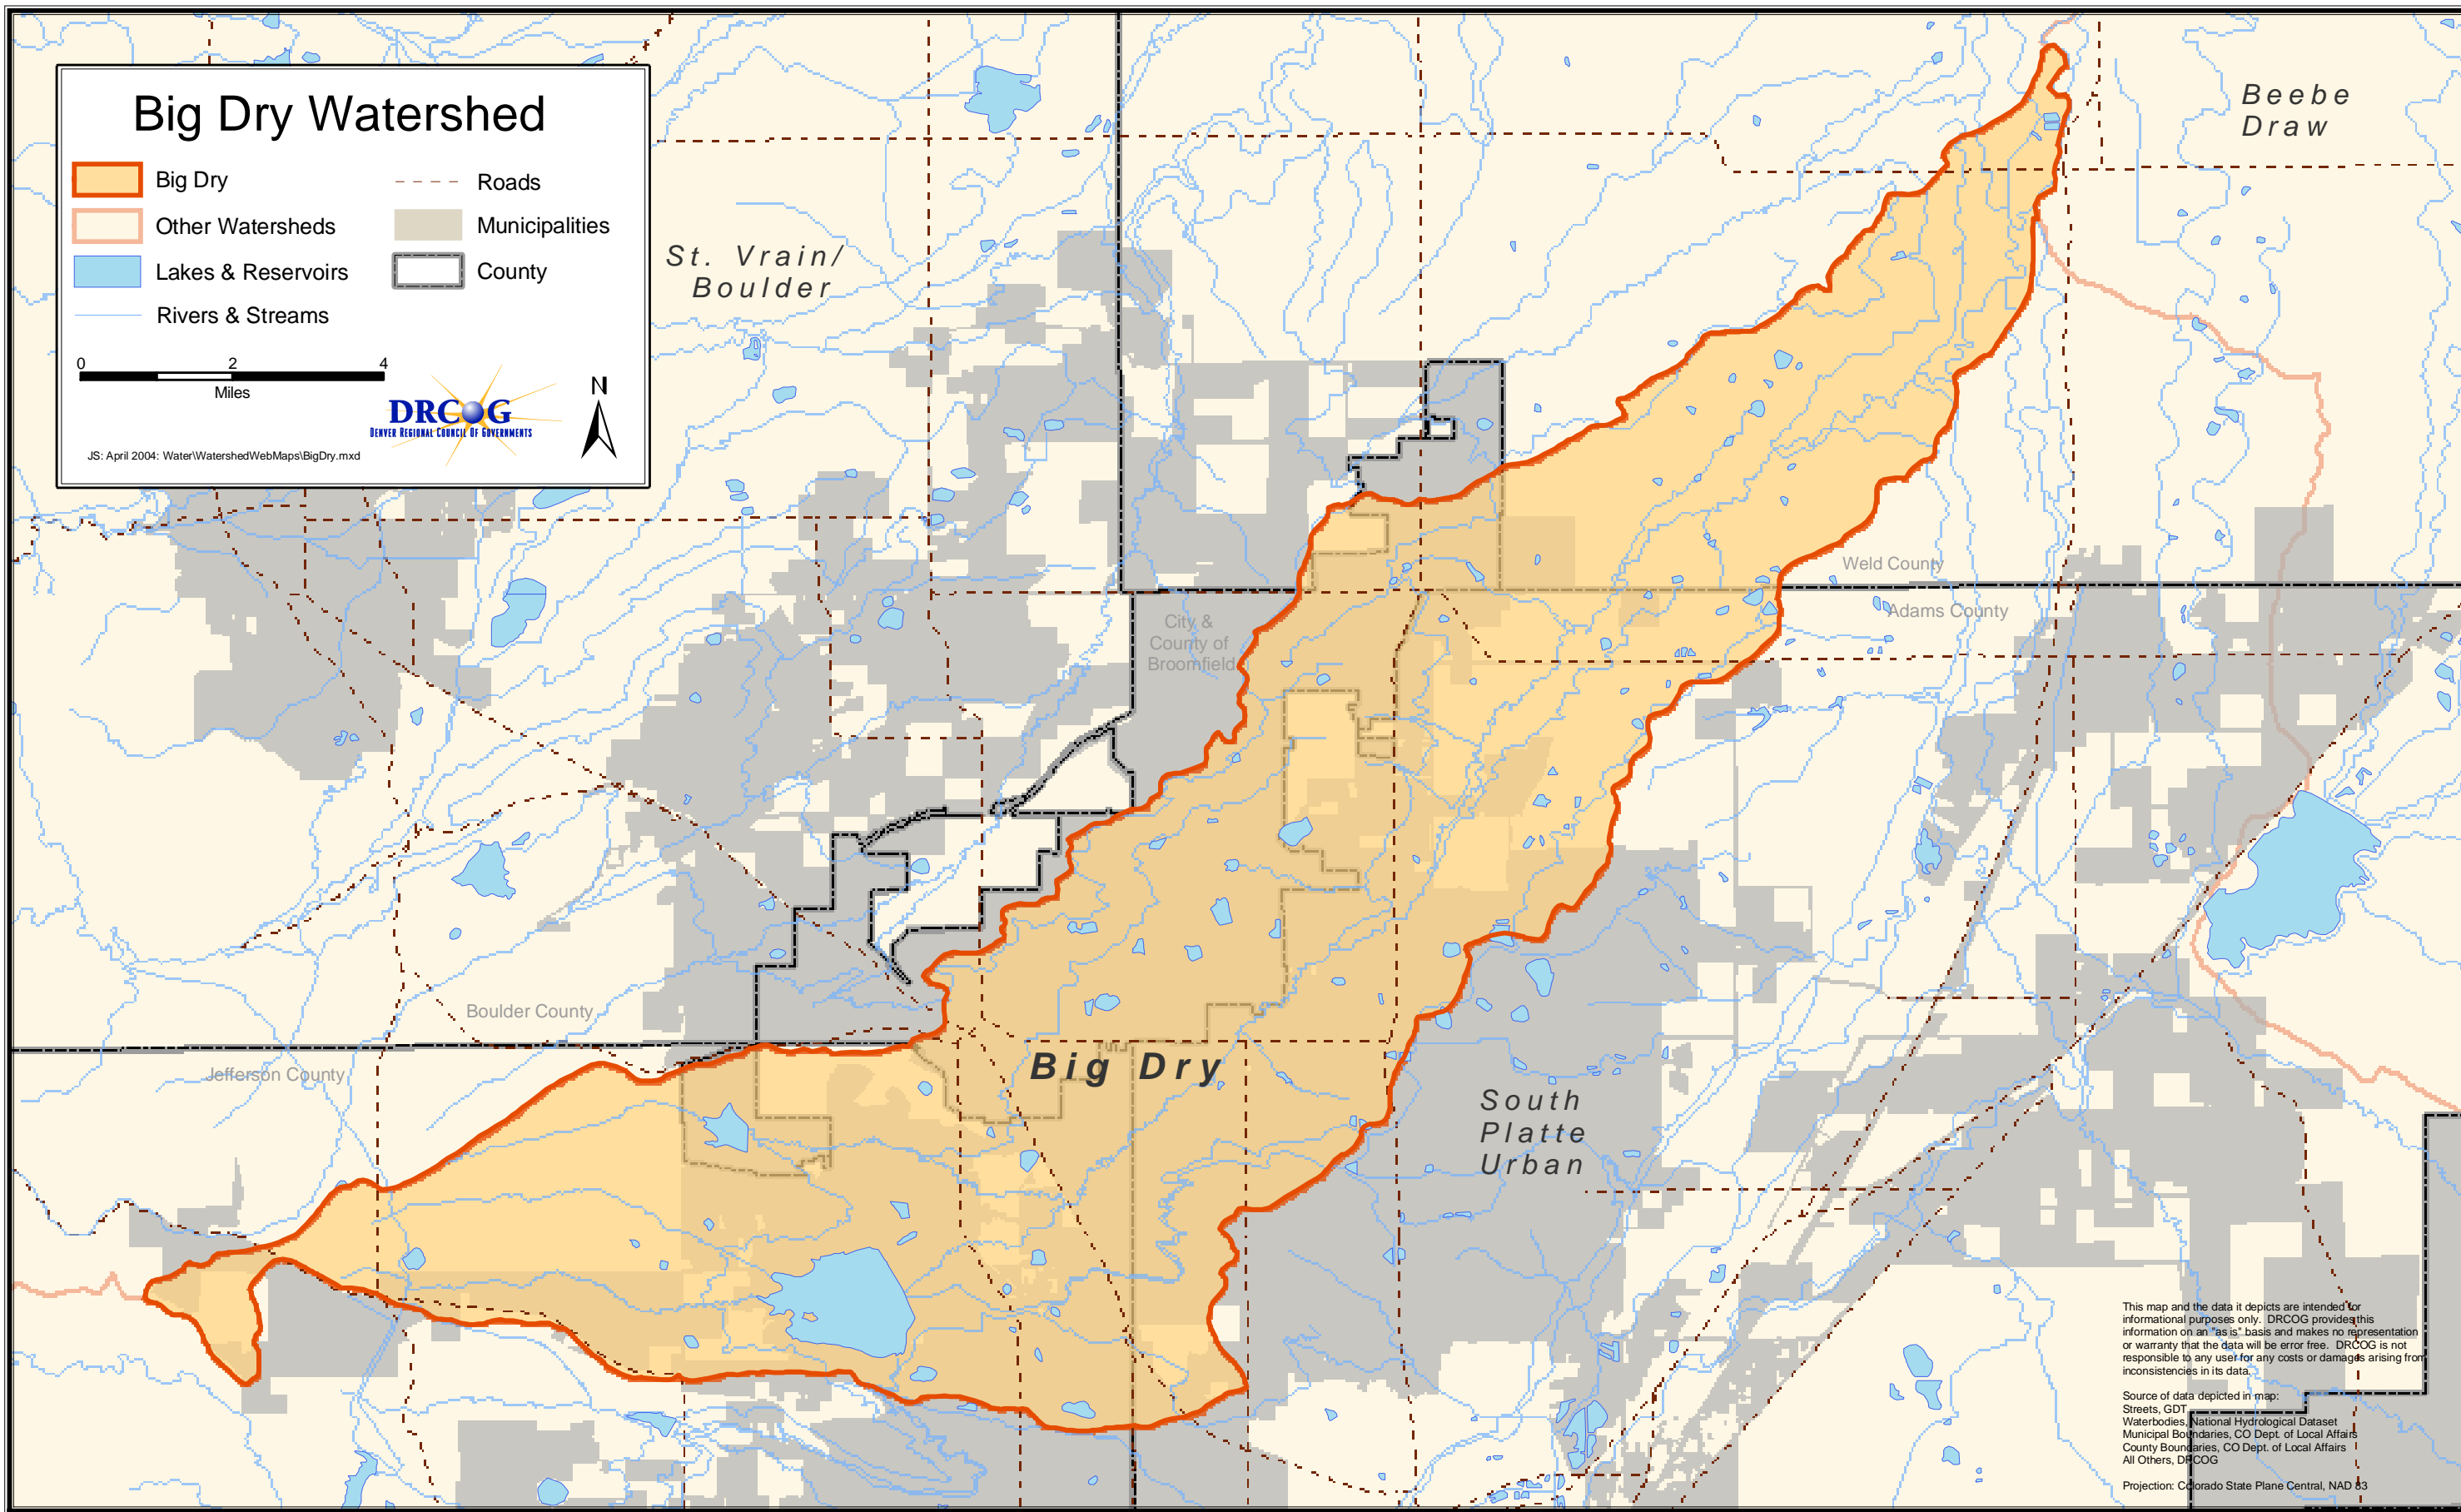 Big Dry Watershed
Big Dry
Other Watersheds
Lakes & Reservoirs
Rivers & Streams
Roads
Municipalities
County
0 2 4
Miles
DRCOG
DENVER REGIONAL COUNCIL OF GOVERNMENTS
N
JS: April 2004: Water\WatershedWebMaps\BigDry.mxd
Beebe
Draw
St. Vrain/
Boulder
Weld County
Adams County
City &
County of
Broomfield
Boulder County
Jefferson County
Big Dry
South
Platte
Urban
This map and the data it depicts are intended for
informational purposes only. DRCOG provides this
information on an "as is" basis and makes no representation
or warranty that the data will be error free. DRCOG is not
responsible to any user for any costs or damages arising from
inconsistencies in its data.
Source of data depicted in map:
Streets, GDT
Waterbodies, National Hydrological Dataset
Municipal Boundaries, CO Dept. of Local Affairs
County Boundaries, CO Dept. of Local Affairs
All Others, DRCOG
Projection: Colorado State Plane Central, NAD 83